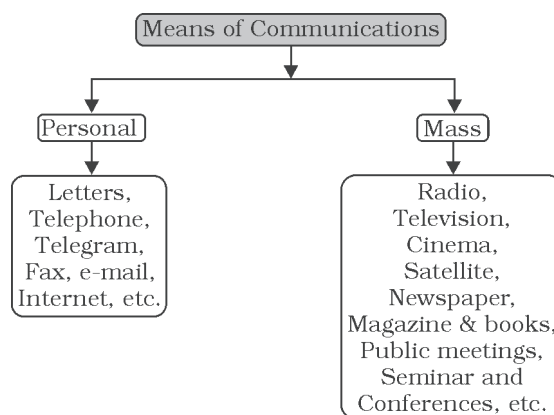 Means of Communications
Personal
Mass
Letters,
Telephone,
Telegram,
Fax, e-mail,
Internet, etc.
Radio,
Television,
Cinema,
Satellite,
Newspaper,
Magazine & books,
Public meetings,
Seminar and
Conferences, etc.